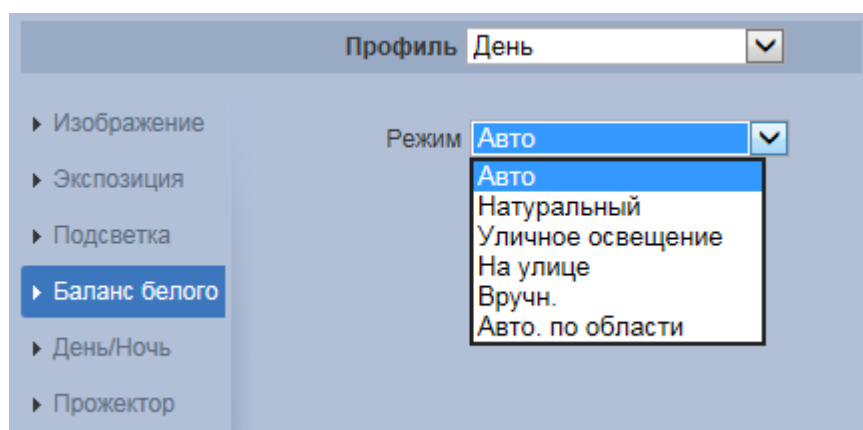 Профиль День
Изображение
Режим Авто
Авто
Экспозиция
Натуральный
Подсветка
Уличное освещение
На улице
Баланс белого
Вручн.
Авто. по области
День/Ночь
Прожектор